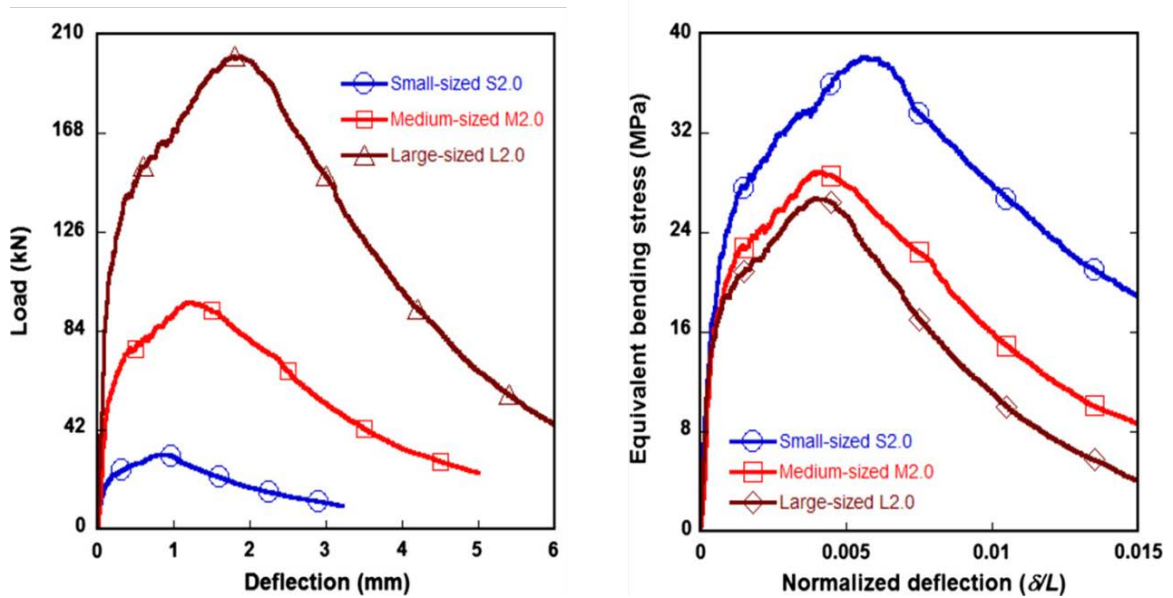 Load (kN)
210
168
126
84
42
0
Small-sized S2.0
Medium-sized M2.0
Large-sized L2.0
0 1 2 3 4 5 6
Deflection (mm)
Equivalent bending stress (MPa)
40
32
24
16
8
0
Small-sized S2.0
Medium-sized M2.0
Large-sized L2.0
0 0.005 0.01 0.015
Normalized deflection (δ/L)